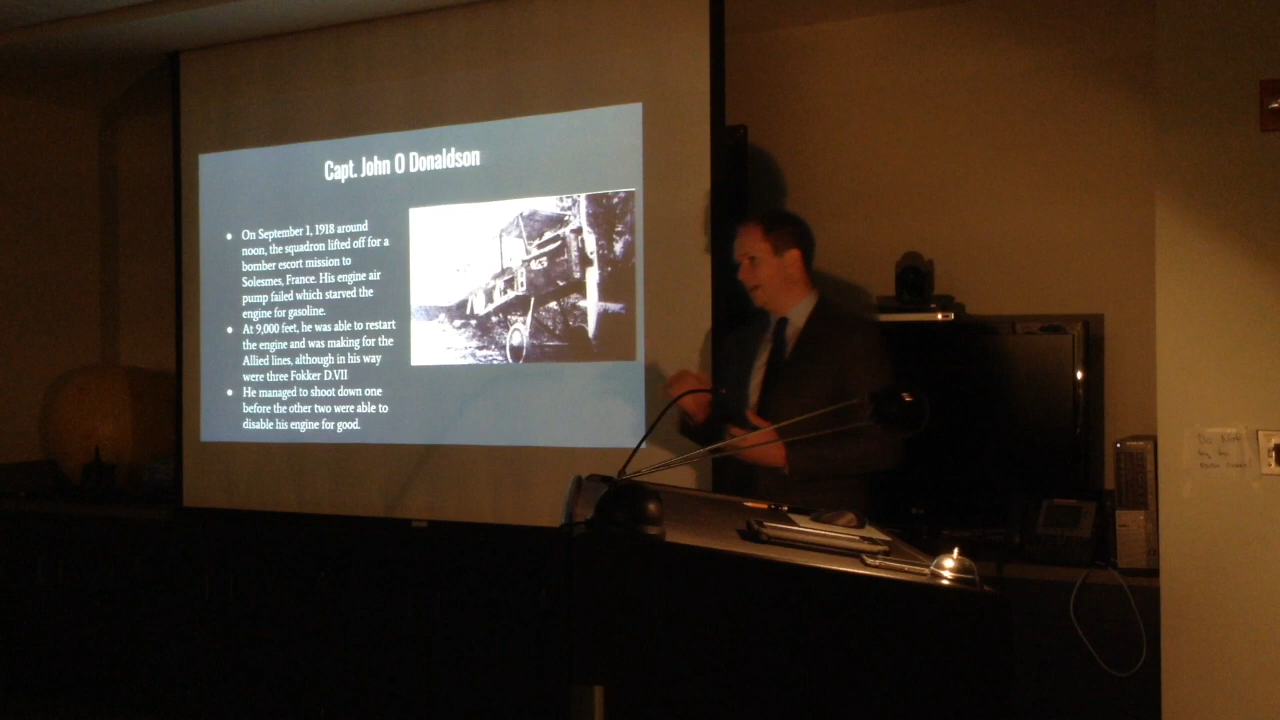 Capt. John O Donaldson
• On September 1, 1918 around
noon, the squadron lifted off for a
bomber escort mission to
Solesmes, France. His engine air
pump failed which starved the
engine for gasoline.
• At 9,000 feet, he was able to restart
the engine and was making for the
Allied lines, although in his way
were three Fokker D.VII
• He managed to shoot down one
before the other two were able to
disable his engine for good.
Do Not